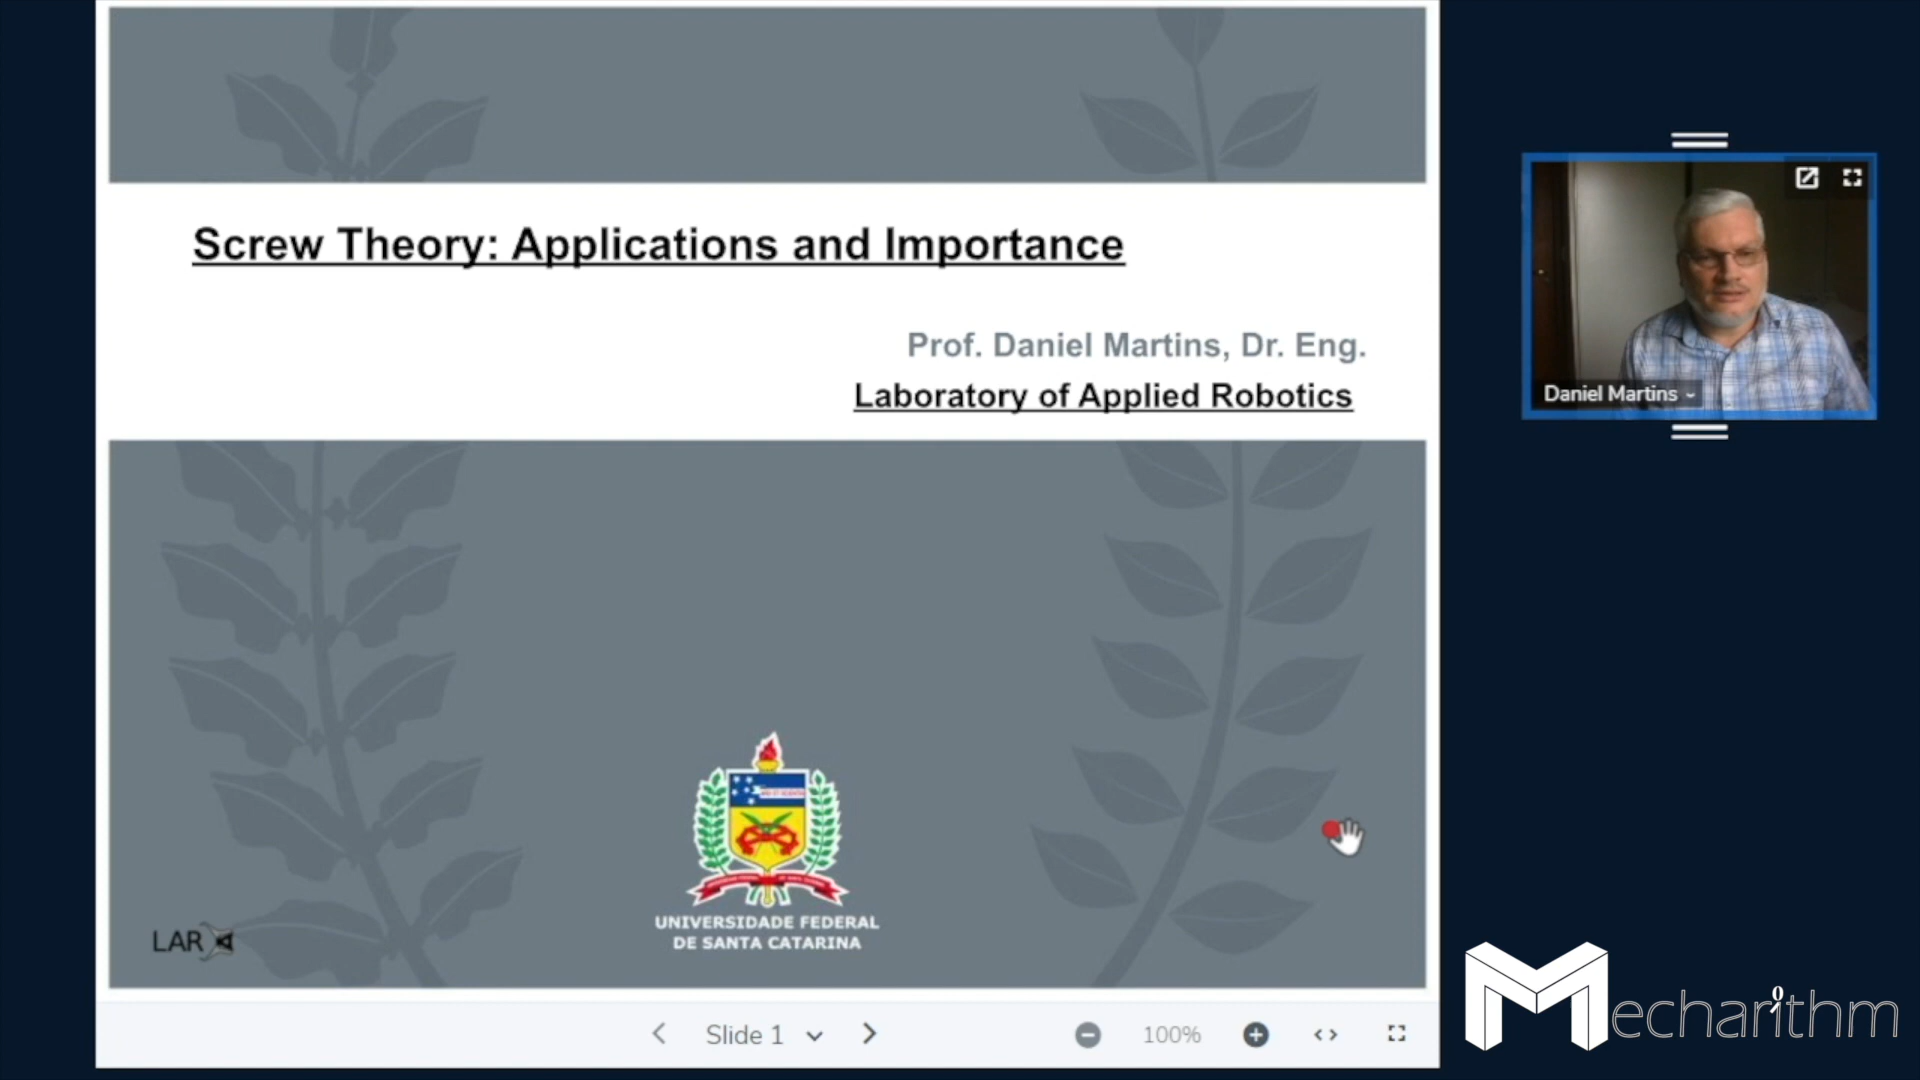 Screw Theory: Applications and Importance
Prof. Daniel Martins, Dr. Eng.
Laboratory of Applied Robotics
UNIVERSIDADE FEDERAL
DE SANTA CATARINA
LAR
Slide 1
100%
Daniel Martins
Mecharithm